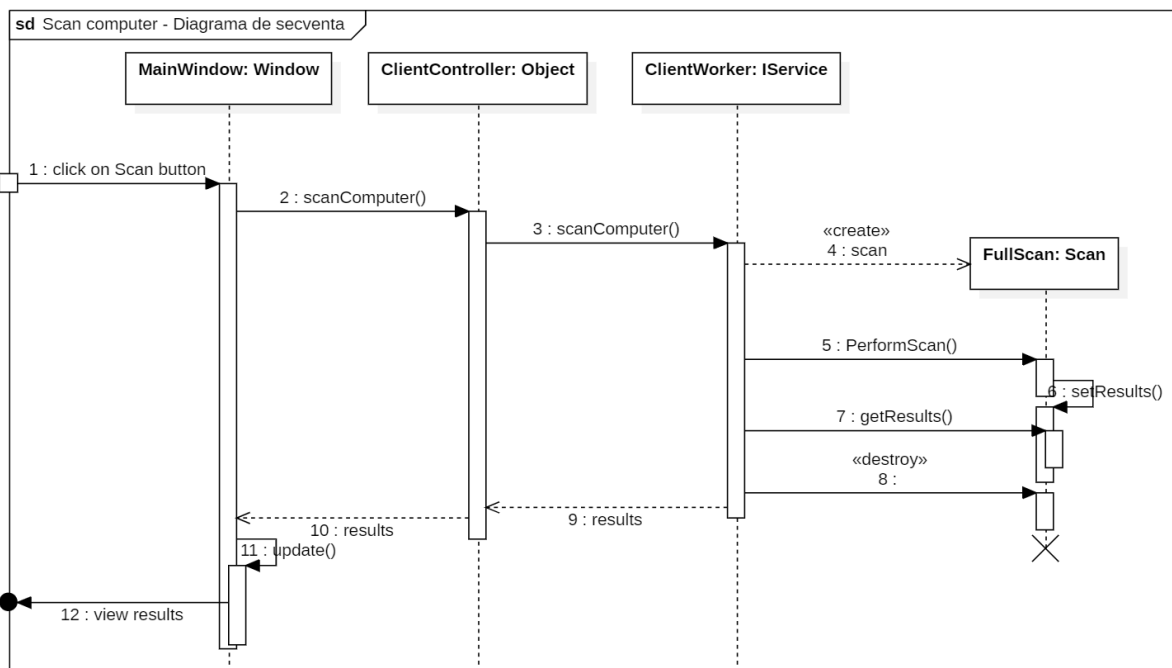 sd Scan computer - Diagrama de secventa
MainWindow: Window
ClientController: Object
ClientWorker: IService
1 : click on Scan button
2 : scanComputer()
3 : scanComputer()
«create»
4 : scan
FullScan: Scan
5 : PerformScan()
6 : setResults()
7 : getResults()
«destroy»
8 :
9 : results
10 : results
11 : update()
12 : view results